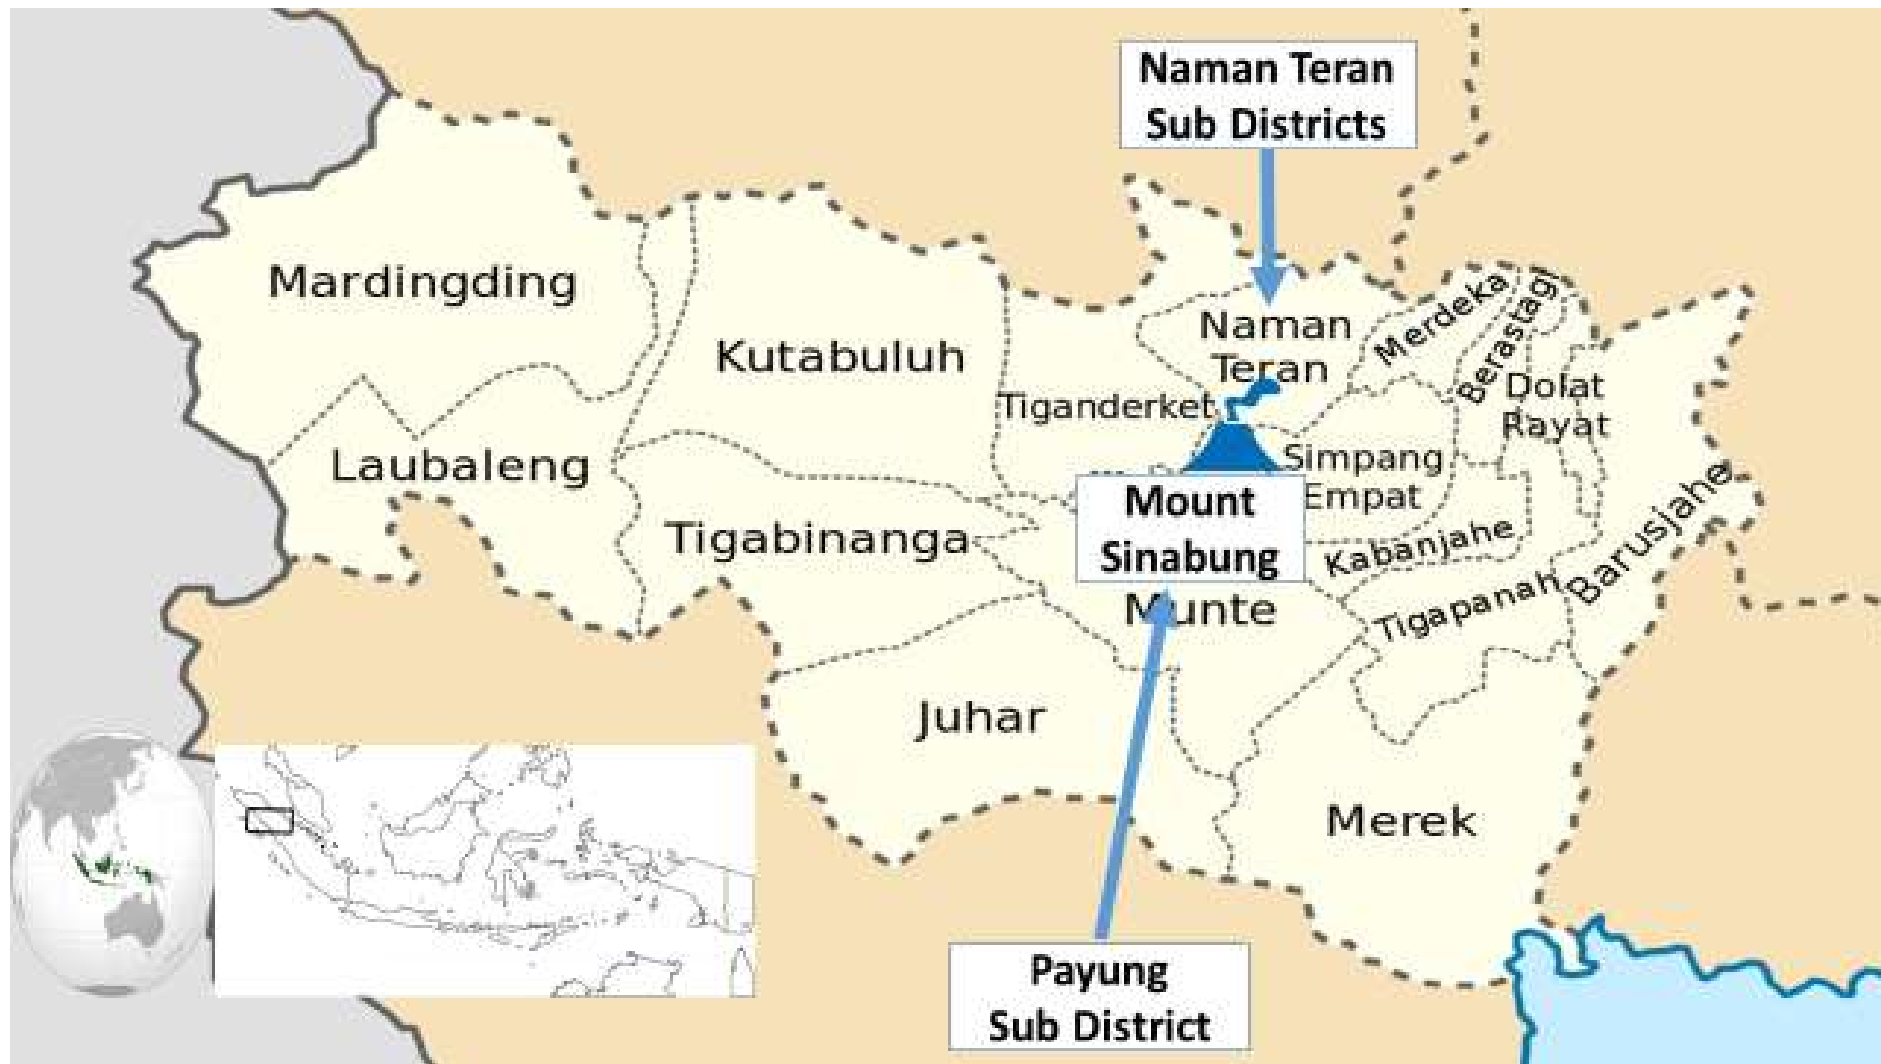 Naman Teran
Sub Districts
Mardingding
Naman
Teran
Merdeka
Berastagi
Kutabuluh
Dolat
Rayat
Tiganderket
Laubaleng
Simpang
Empat
Mount
Sinabung
Barusjahe
Tigabinanga
Kabanjahe
Tigapanah
Munte
Juhar
Merek
Payung
Sub District